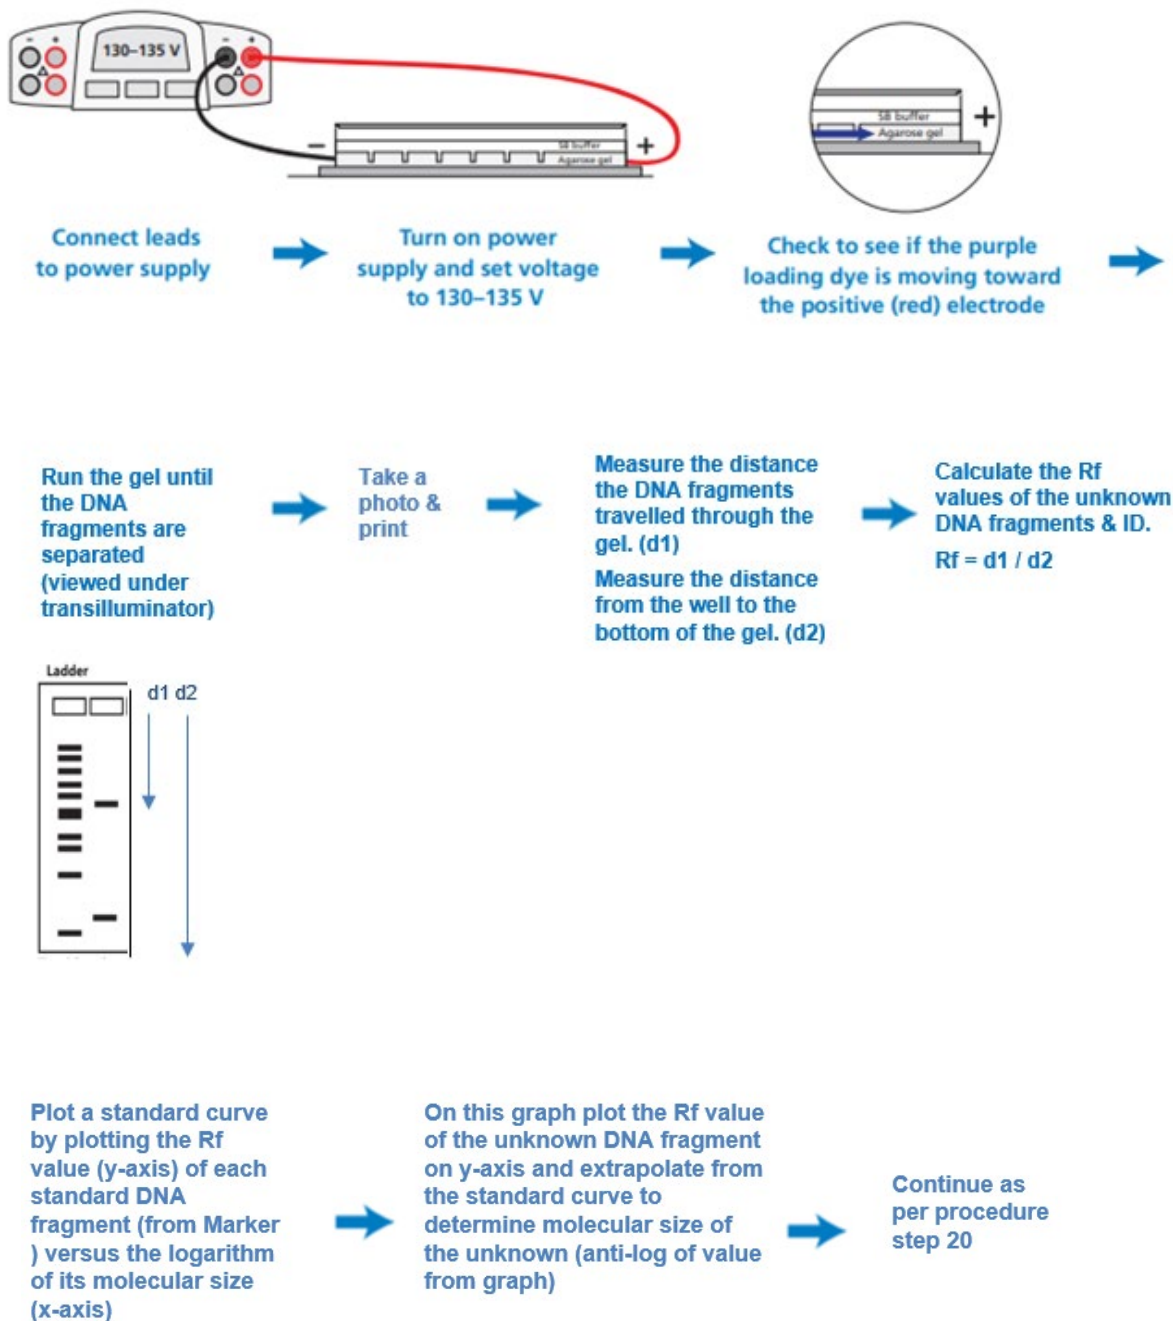 130–135 V
– +
– +
– +
SB buffer
Agarose gel
SB buffer
Agarose gel
+
Connect leads
to power supply
Turn on power
supply and set voltage
to 130–135 V
Check to see if the purple
loading dye is moving toward
the positive (red) electrode
Run the gel until
the DNA
fragments are
separated
(viewed under
transilluminator)
Take a
photo &
print
Measure the distance
the DNA fragments
travelled through the
gel. (d1)
Measure the distance
from the well to the
bottom of the gel. (d2)
Calculate the Rf
values of the unknown
DNA fragments & ID.
Rf = d1 / d2
Ladder
d1 d2
Plot a standard curve
by plotting the Rf
value (y-axis) of each
standard DNA
fragment (from Marker
) versus the logarithm
of its molecular size
(x-axis)
On this graph plot the Rf value
of the unknown DNA fragment
on y-axis and extrapolate from
the standard curve to
determine molecular size of
the unknown (anti-log of value
from graph)
Continue as
per procedure
step 20